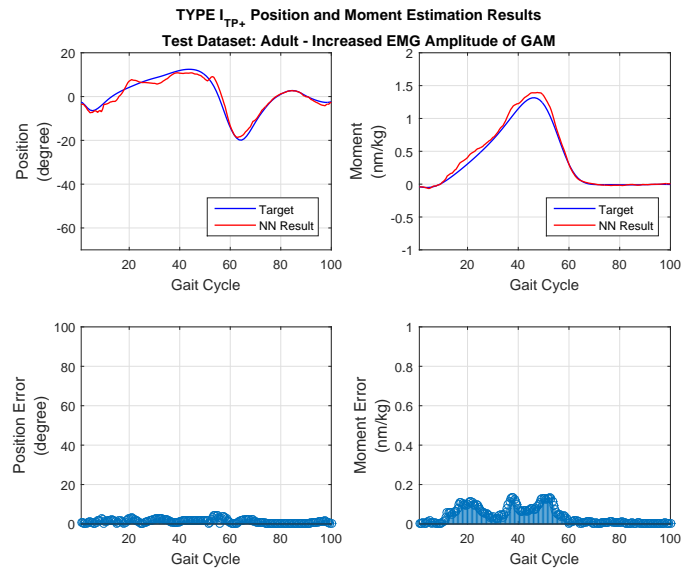 TYPE I_TP+ Position and Moment Estimation Results
Test Dataset: Adult - Increased EMG Amplitude of GAM
20
0
-20
-40
-60
Position
(degree)
Target
NN Result
20 40 60 80 100
Gait Cycle
2
1.5
1
0.5
0
-0.5
-1
Moment
(nm/kg)
Target
NN Result
20 40 60 80 100
Gait Cycle
100
80
60
40
20
0
Position Error
(degree)
20 40 60 80 100
Gait Cycle
1
0.8
0.6
0.4
0.2
0
Moment Error
(nm/kg)
20 40 60 80 100
Gait Cycle